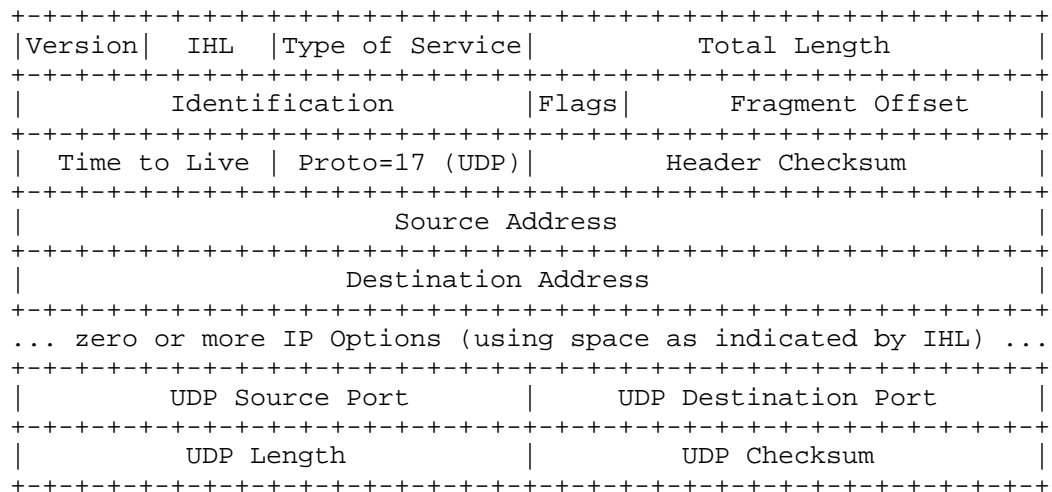 +-+-+-+-+-+-+-+-+-+-+-+-+-+-+-+-+-+-+-+-+-+-+-+-+-+-+-+-+-+-+-+-+
|Version|  IHL  |Type of Service|          Total Length         |
+-+-+-+-+-+-+-+-+-+-+-+-+-+-+-+-+-+-+-+-+-+-+-+-+-+-+-+-+-+-+-+-+
|         Identification        |Flags|      Fragment Offset    |
+-+-+-+-+-+-+-+-+-+-+-+-+-+-+-+-+-+-+-+-+-+-+-+-+-+-+-+-+-+-+-+-+
|  Time to Live | Proto=17 (UDP)|        Header Checksum        |
+-+-+-+-+-+-+-+-+-+-+-+-+-+-+-+-+-+-+-+-+-+-+-+-+-+-+-+-+-+-+-+-+
|                       Source Address                          |
+-+-+-+-+-+-+-+-+-+-+-+-+-+-+-+-+-+-+-+-+-+-+-+-+-+-+-+-+-+-+-+-+
|                    Destination Address                        |
+-+-+-+-+-+-+-+-+-+-+-+-+-+-+-+-+-+-+-+-+-+-+-+-+-+-+-+-+-+-+-+-+
... zero or more IP Options (using space as indicated by IHL) ...
+-+-+-+-+-+-+-+-+-+-+-+-+-+-+-+-+-+-+-+-+-+-+-+-+-+-+-+-+-+-+-+-+
|         UDP Source Port       |     UDP Destination Port      |
+-+-+-+-+-+-+-+-+-+-+-+-+-+-+-+-+-+-+-+-+-+-+-+-+-+-+-+-+-+-+-+-+
|          UDP Length           |         UDP Checksum          |
+-+-+-+-+-+-+-+-+-+-+-+-+-+-+-+-+-+-+-+-+-+-+-+-+-+-+-+-+-+-+-+-+